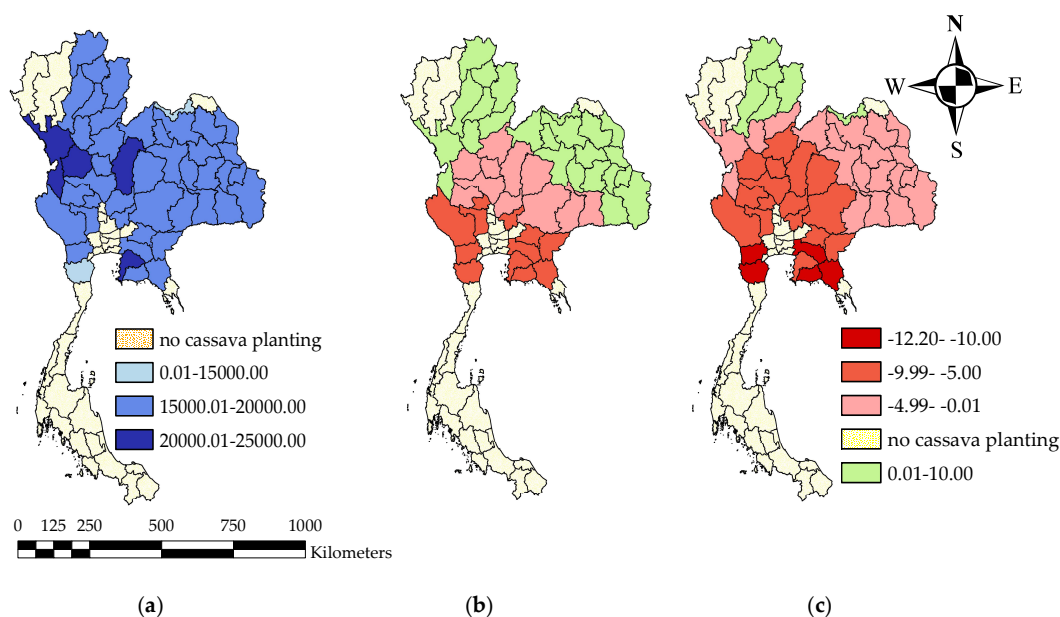 N
W E
S
no cassava planting
0.01-15000.00
15000.01-20000.00
20000.01-25000.00
-12.20- -10.00
-9.99- -5.00
-4.99- -0.01
no cassava planting
0.01-10.00
0 125 250 500 750 1000
Kilometers
(a) (b) (c)